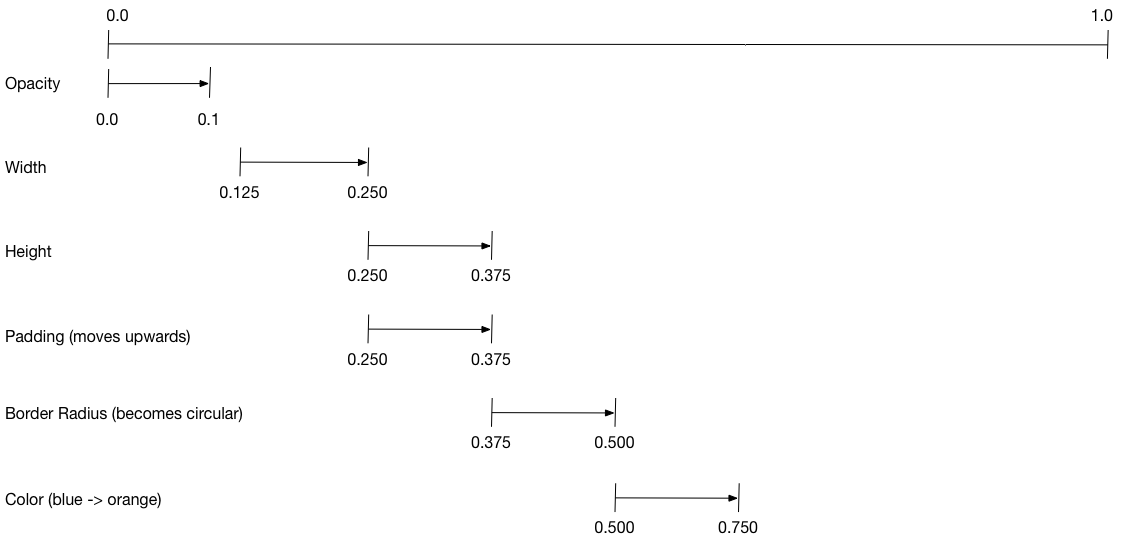 0.0 1.0
Opacity
0.0 0.1
Width
0.125 0.250
Height
0.250 0.375
Padding (moves upwards)
0.250 0.375
Border Radius (becomes circular)
0.375 0.500
Color (blue -> orange)
0.500 0.750